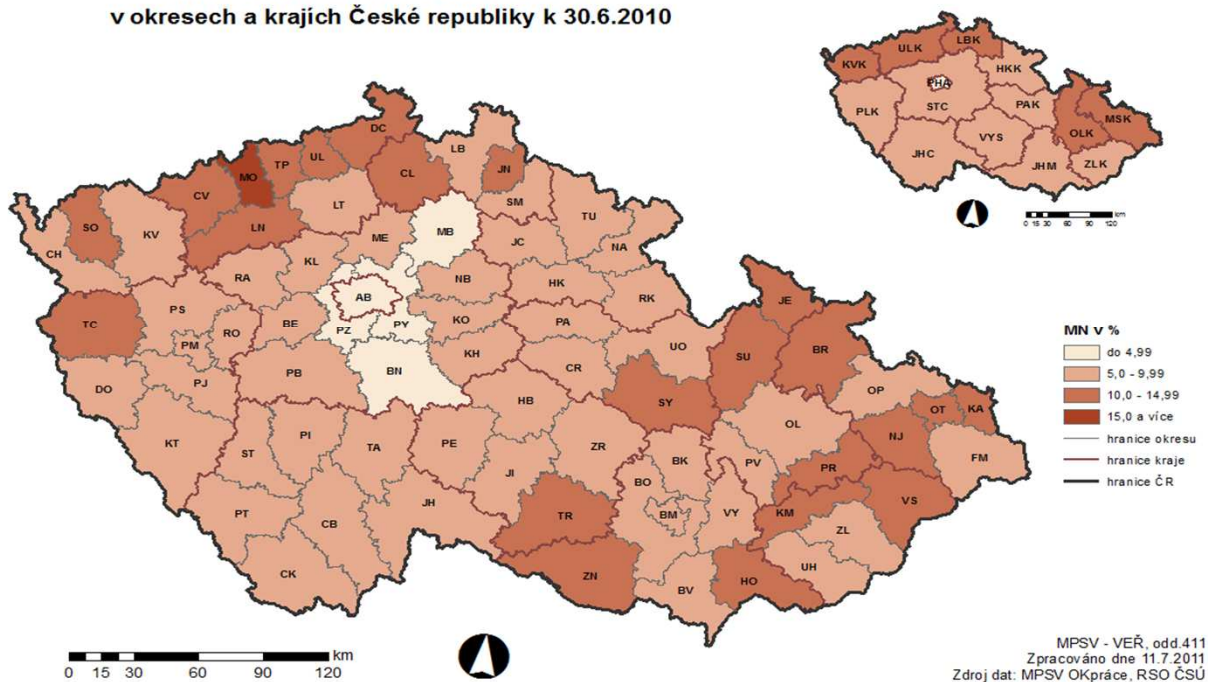 v okresech a krajích České republiky k 30.6.2010
KVK
ULK
LBK
HKK
PHA
STC
PLK
PAK
MSK
OLK
VYS
JHC
JHM
ZLK
km
0 15 30 60 90 120
DC
UL
TP
MO
LB
CL
JN
CV
LT
SM
SO
KV
LN
TU
MB
ME
JC
NA
CH
KL
RA
NB
HK
AB
RK
JE
PS
TC
RO
BE
PZ
PY
KO
PA
PM
UO
SU
BR
KH
BN
CR
PB
OP
DO
PJ
HB
SY
OT
KA
OL
NJ
KT
ST
PI
TA
PE
ZR
JI
BK
PV
PR
FM
BO
VS
JH
TR
BM
VY
KM
PT
CB
ZL
UH
CK
ZN
BV
HO
MN v %
do 4,99
5,0 - 9,99
10,0 - 14,99
15,0 a více
hranice okresu
hranice kraje
hranice ČR
km
0 15 30 60 90 120
MPSV - VEŘ, odd.411
Zpracováno dne 11.7.2011
Zdroj dat: MPSV OKpráce, RSO ČSÚ